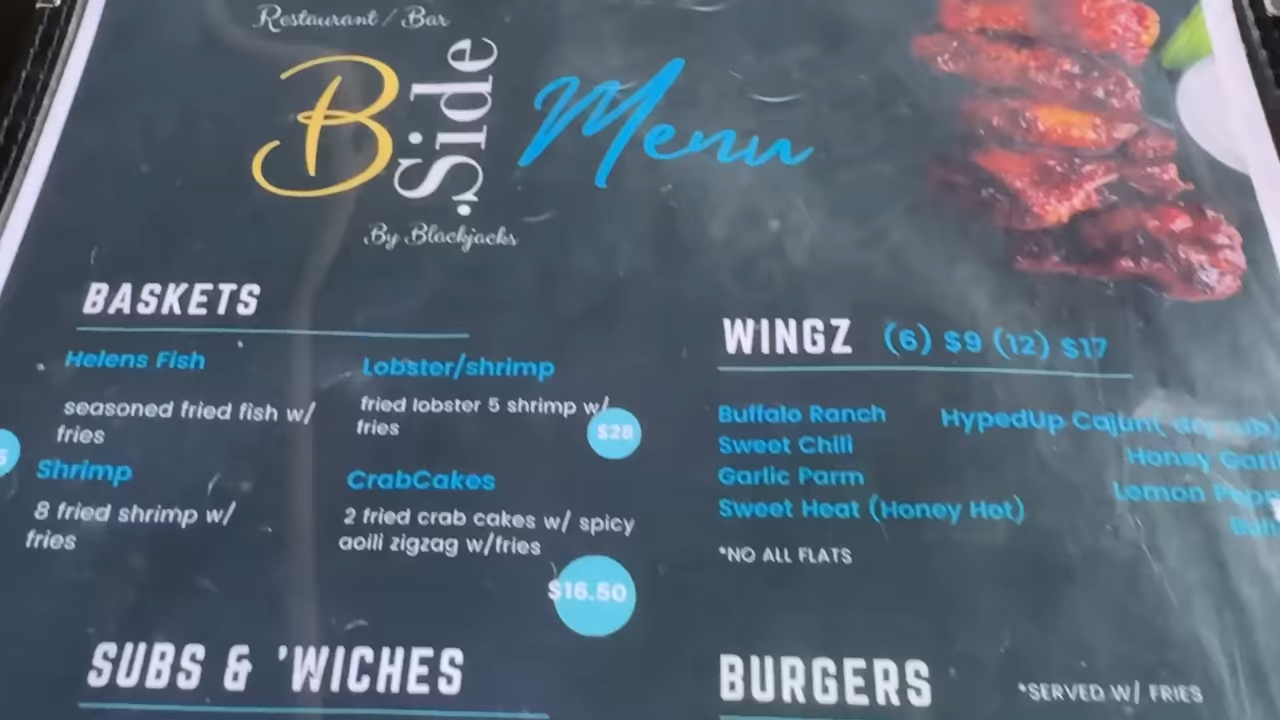 Restaurant / Bar
B Side Menu
By Blackjacks
BASKETS
Helens Fish
seasoned fried fish w/
fries
Shrimp
8 fried shrimp w/
fries
Lobster/shrimp
fried lobster 5 shrimp w/
fries
$28
CrabCakes
2 fried crab cakes w/ spicy
aoili zigzag w/fries
$16.50
WINGZ (6) $9 (12) $17
Buffalo Ranch
Sweet Chili
Garlic Parm
Sweet Heat (Honey Hot)
HypedUp Cajun( dry rub)
Honey
Lemon
*NO ALL FLATS
SUBS & 'WICHES
BURGERS *SERVED W/ FRIES